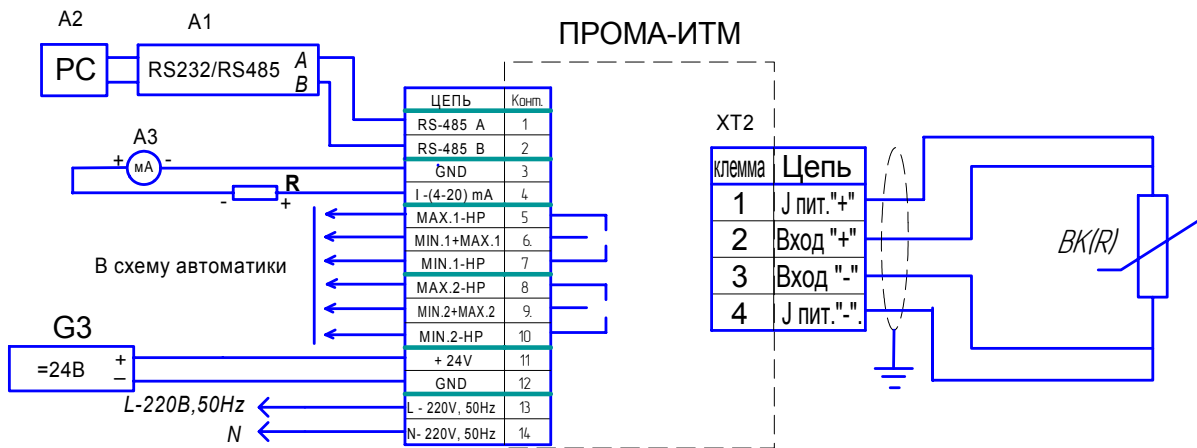 ПРОМА-ИТМ
A2
A1
PC
RS232/RS485
A
B
ЦЕПЬ
Конт.
RS-485 A
1
RS-485 B
2
GND
3
I -(4-20) mA
4
MAX.1-HP
5
MIN.1+MAX.1
6.
MIN.1-HP
7
MAX.2-HP
8
MIN.2+MAX.2
9.
MIN.2-HP
10
+ 24V
11
GND
12
L - 220V, 50Hz
13
N- 220V, 50Hz
14
A3
+
мА
-
R
-
+
В схему автоматики
G3
=24В
+
–
L-220В,50Hz
N
XT2
клемма
Цепь
1
J пит."+"
2
Вход "+"
3
Вход "-"
4
J пит."-".
BK(R)